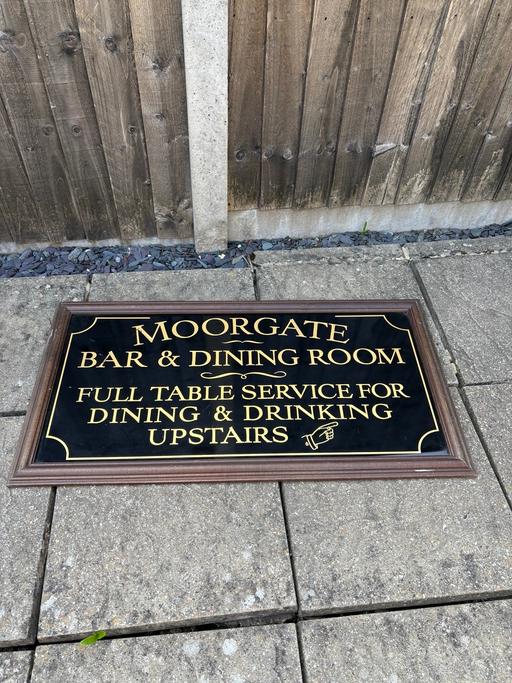 MOORGATE
BAR & DINING ROOM
FULL TABLE SERVICE FOR
DINING & DRINKING
UPSTAIRS